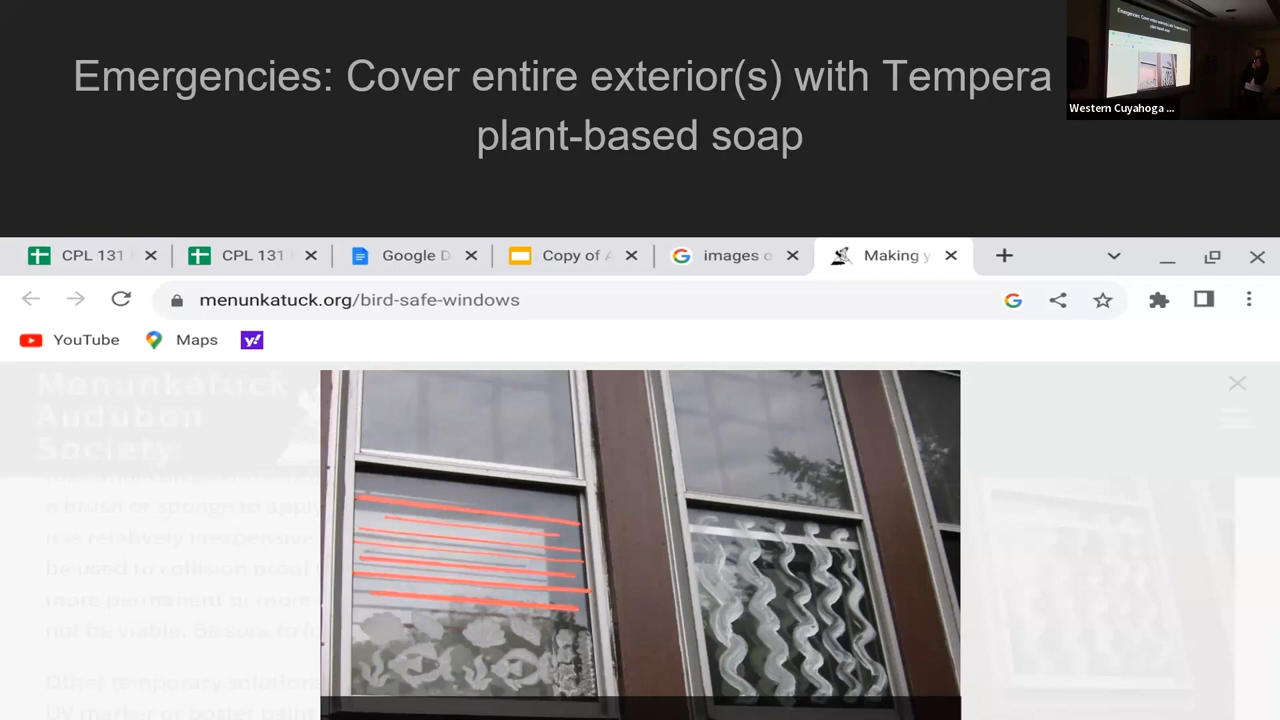 Emergencies: Cover entire exterior(s) with Tempera
plant-based soap
Western Cuyahoga ...
CPL 131
CPL 131
Google D
Copy of A
images o
Making y
menunkatuck.org/bird-safe-windows
YouTube
Maps
y!
Menunkatuck
Audubon
Society
a brush or sponge to apply
it is relatively inexpensive
be used to collision proof
more permanent or more
not be viable. Be sure to
Other temporary solutions
UV marker or poster paint